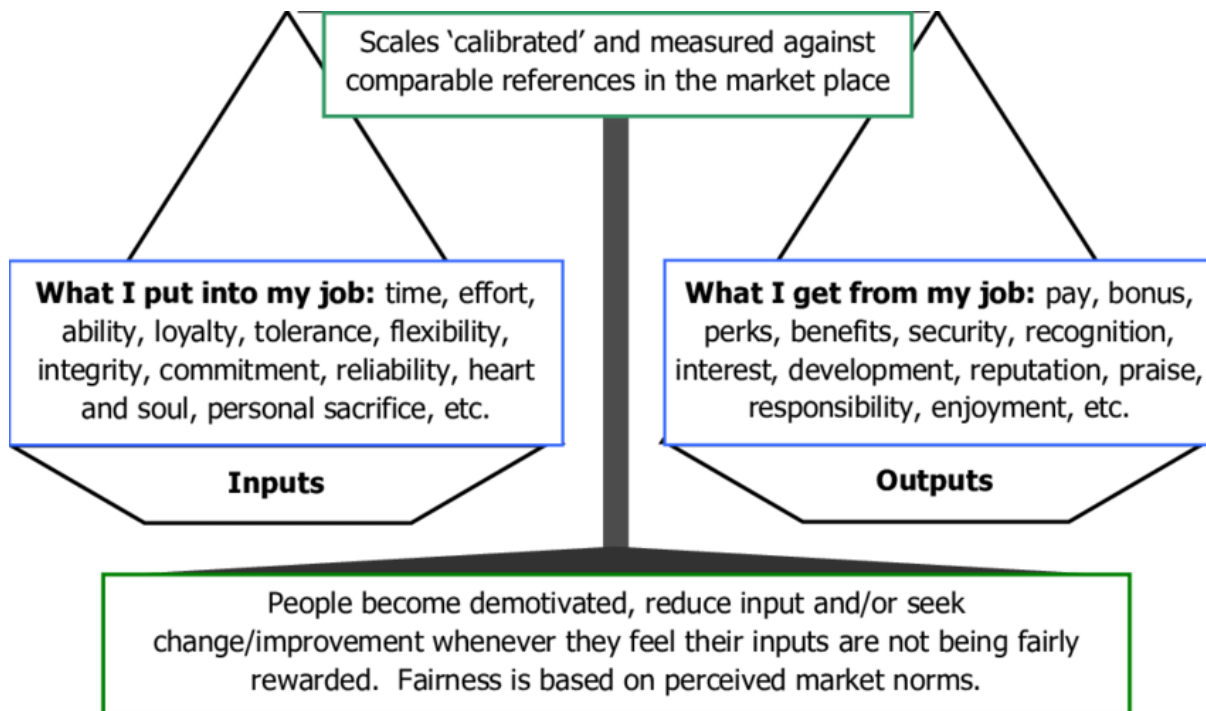 Scales ‘calibrated’ and measured against
comparable references in the market place
What I put into my job: time, effort,
ability, loyalty, tolerance, flexibility,
integrity, commitment, reliability, heart
and soul, personal sacrifice, etc.
Inputs
What I get from my job: pay, bonus,
perks, benefits, security, recognition,
interest, development, reputation, praise,
responsibility, enjoyment, etc.
Outputs
People become demotivated, reduce input and/or seek
change/improvement whenever they feel their inputs are not being fairly
rewarded.  Fairness is based on perceived market norms.